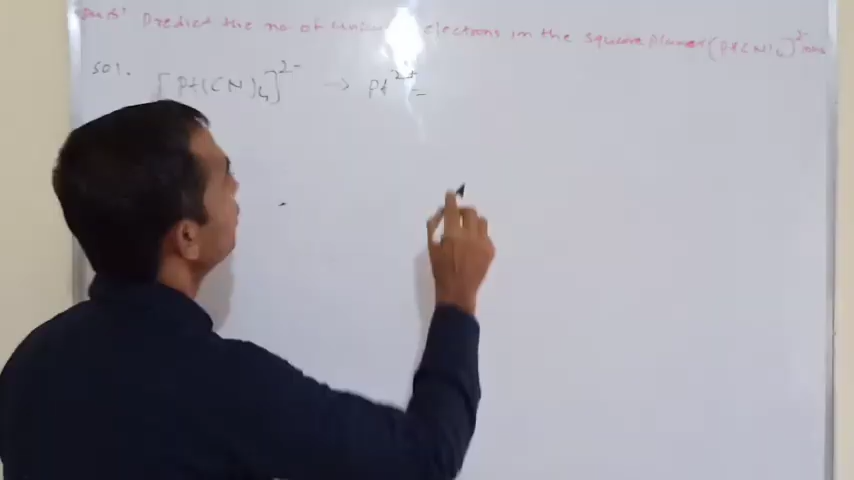 Predict the no of electrons in the square planar [Pt(CN)4]2-
Sol. [Pt(CN)4]2- → Pt2+ =